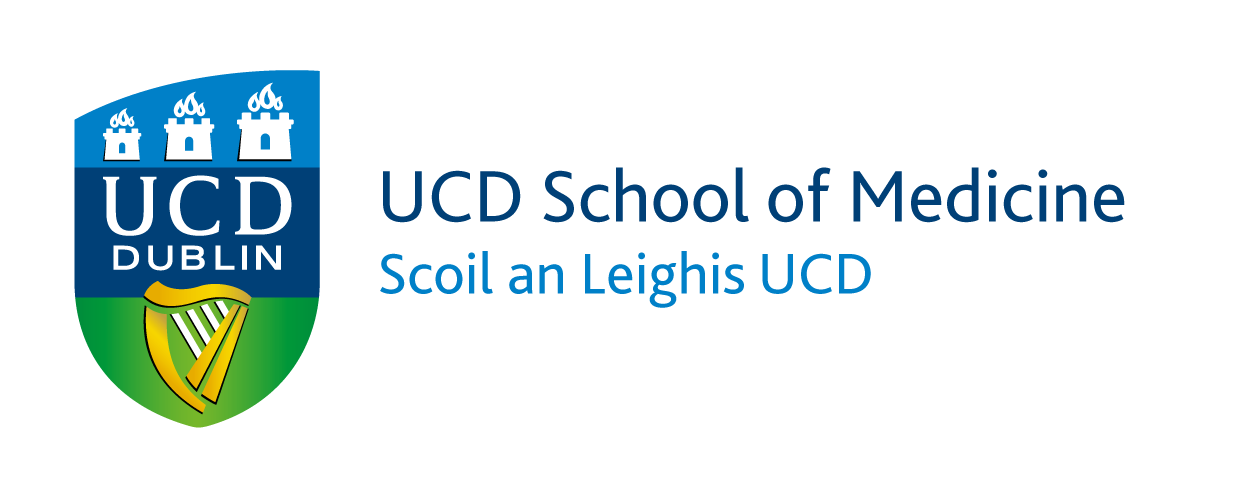 UCD
DUBLIN
UCD School of Medicine
Scoil an Leighis UCD